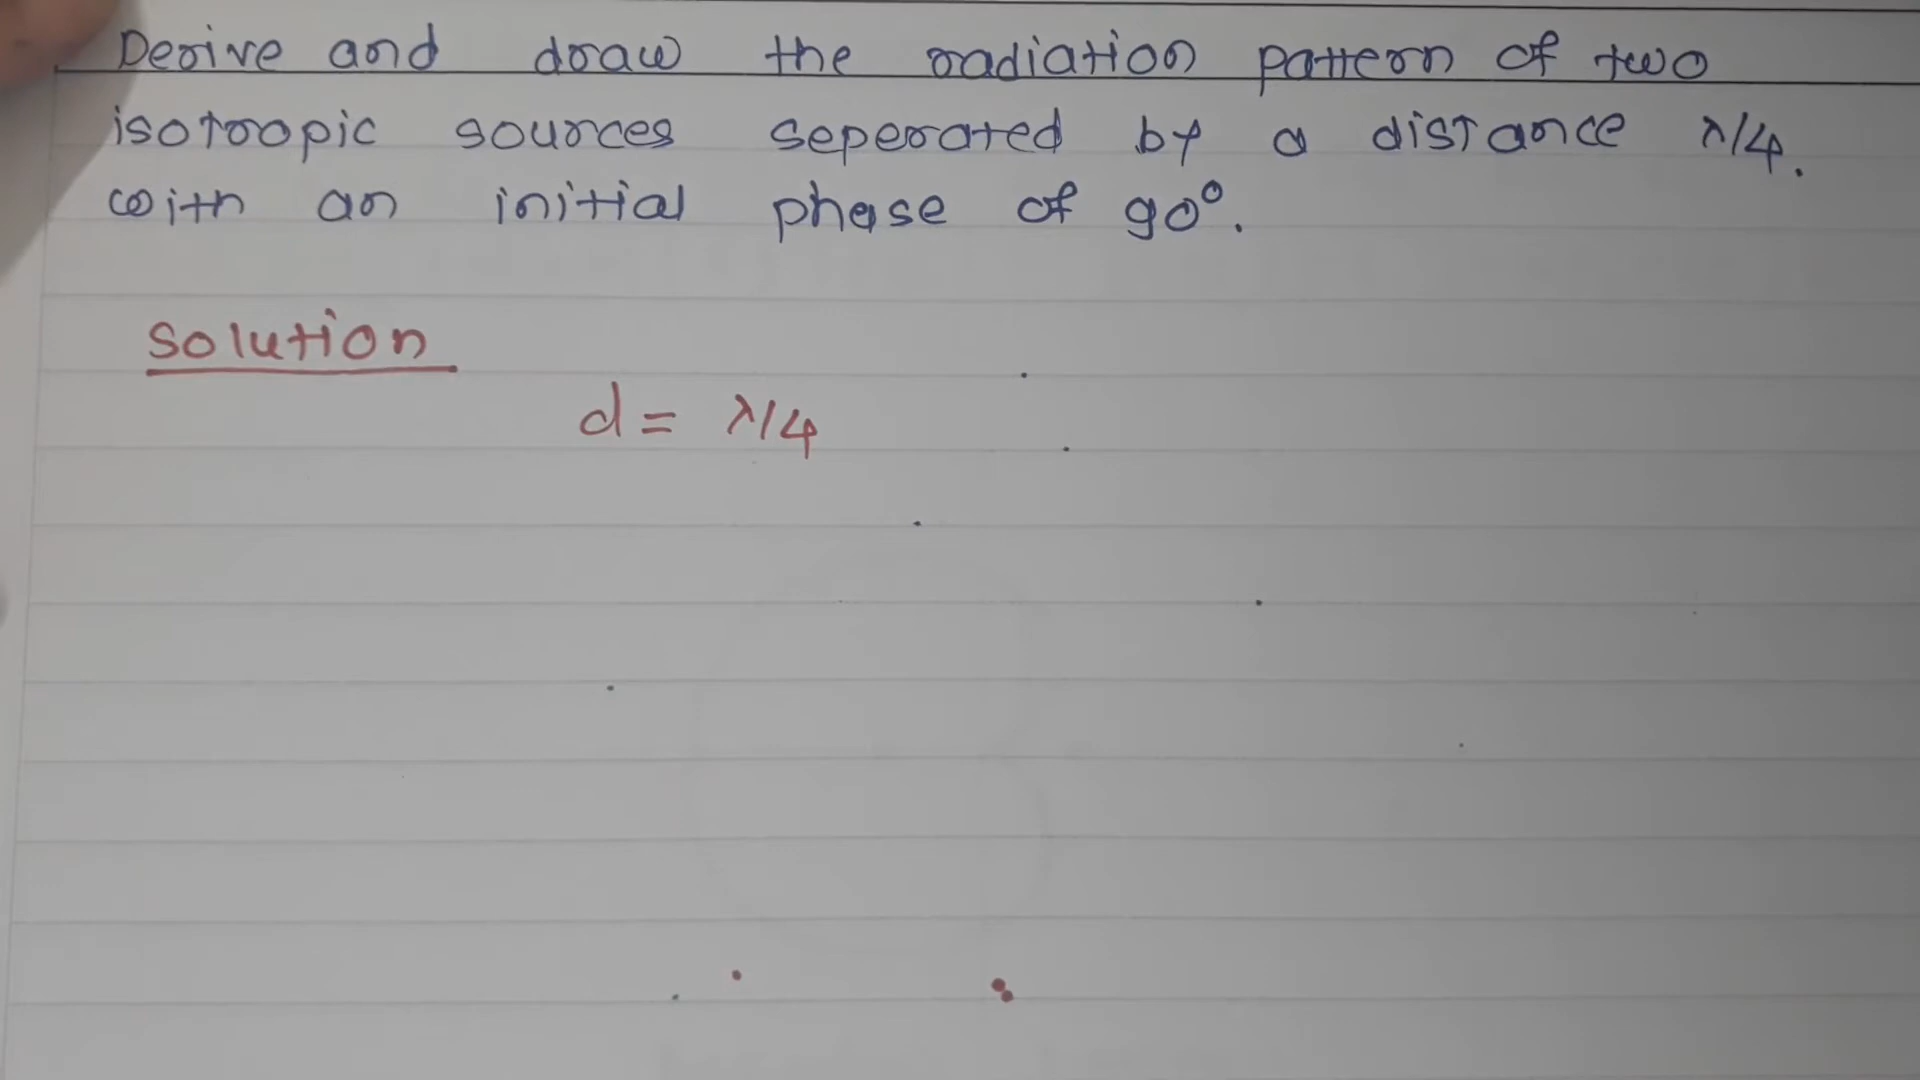 Derive and draw the radiation pattern of two
isotropic sources seperated by a distance λ/4.
with an initial phase of 90°.
Solution
d = λ/4